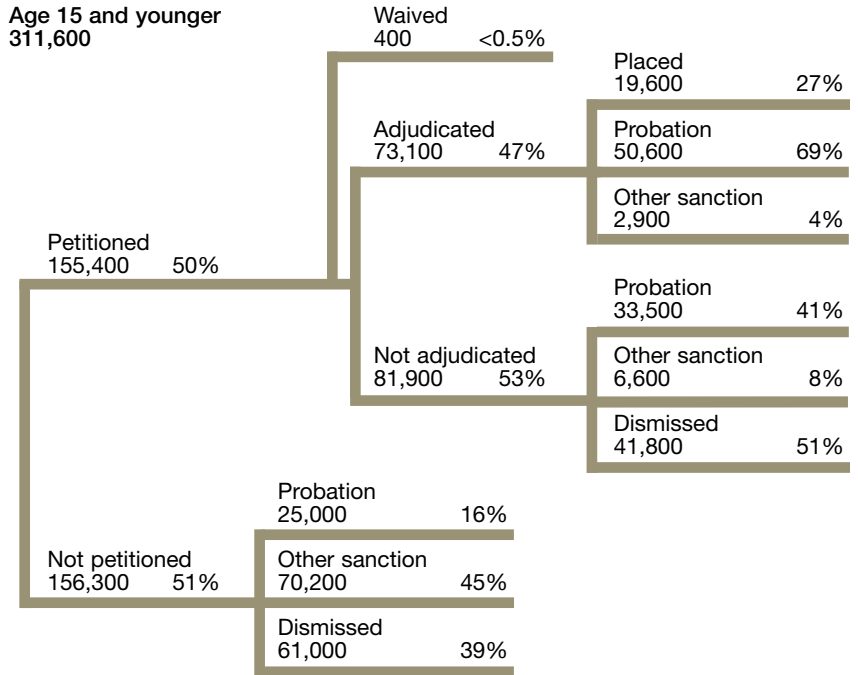 Age 15 and younger
311,600
Waived
400 <0.5%
Placed
19,600 27%
Adjudicated
73,100 47%
Probation
50,600 69%
Other sanction
2,900 4%
Petitioned
155,400 50%
Probation
33,500 41%
Not adjudicated
81,900 53%
Other sanction
6,600 8%
Dismissed
41,800 51%
Probation
25,000 16%
Not petitioned
156,300 51%
Other sanction
70,200 45%
Dismissed
61,000 39%